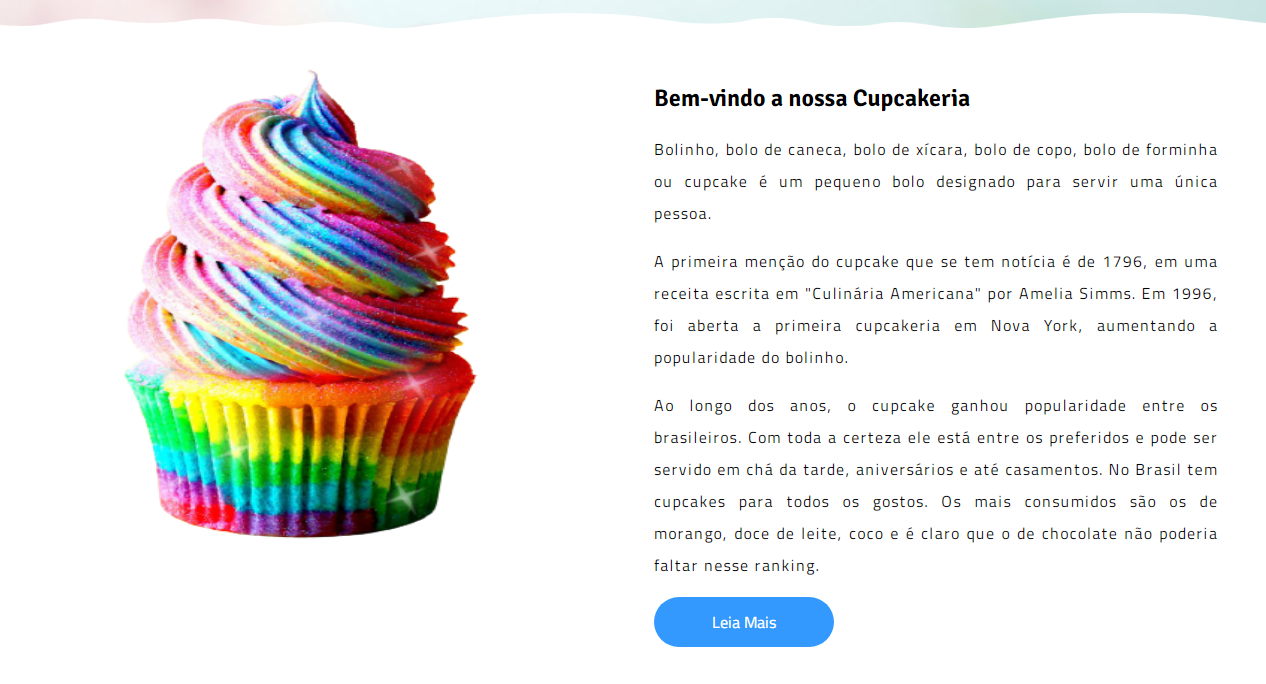 Bem-vindo a nossa Cupcakeria
Bolinho, bolo de caneca, bolo de xícara, bolo de copo, bolo de forminha
ou cupcake é um pequeno bolo designado para servir uma única
pessoa.
A primeira menção do cupcake que se tem notícia é de 1796, em uma
receita escrita em "Culinária Americana" por Amelia Simms. Em 1996,
foi aberta a primeira cupcakeria em Nova York, aumentando a
popularidade do bolinho.
Ao longo dos anos, o cupcake ganhou popularidade entre os
brasileiros. Com toda a certeza ele está entre os preferidos e pode ser
servido em chá da tarde, aniversários e até casamentos. No Brasil tem
cupcakes para todos os gostos. Os mais consumidos são os de
morango, doce de leite, coco e é claro que o de chocolate não poderia
faltar nesse ranking.
Leia Mais